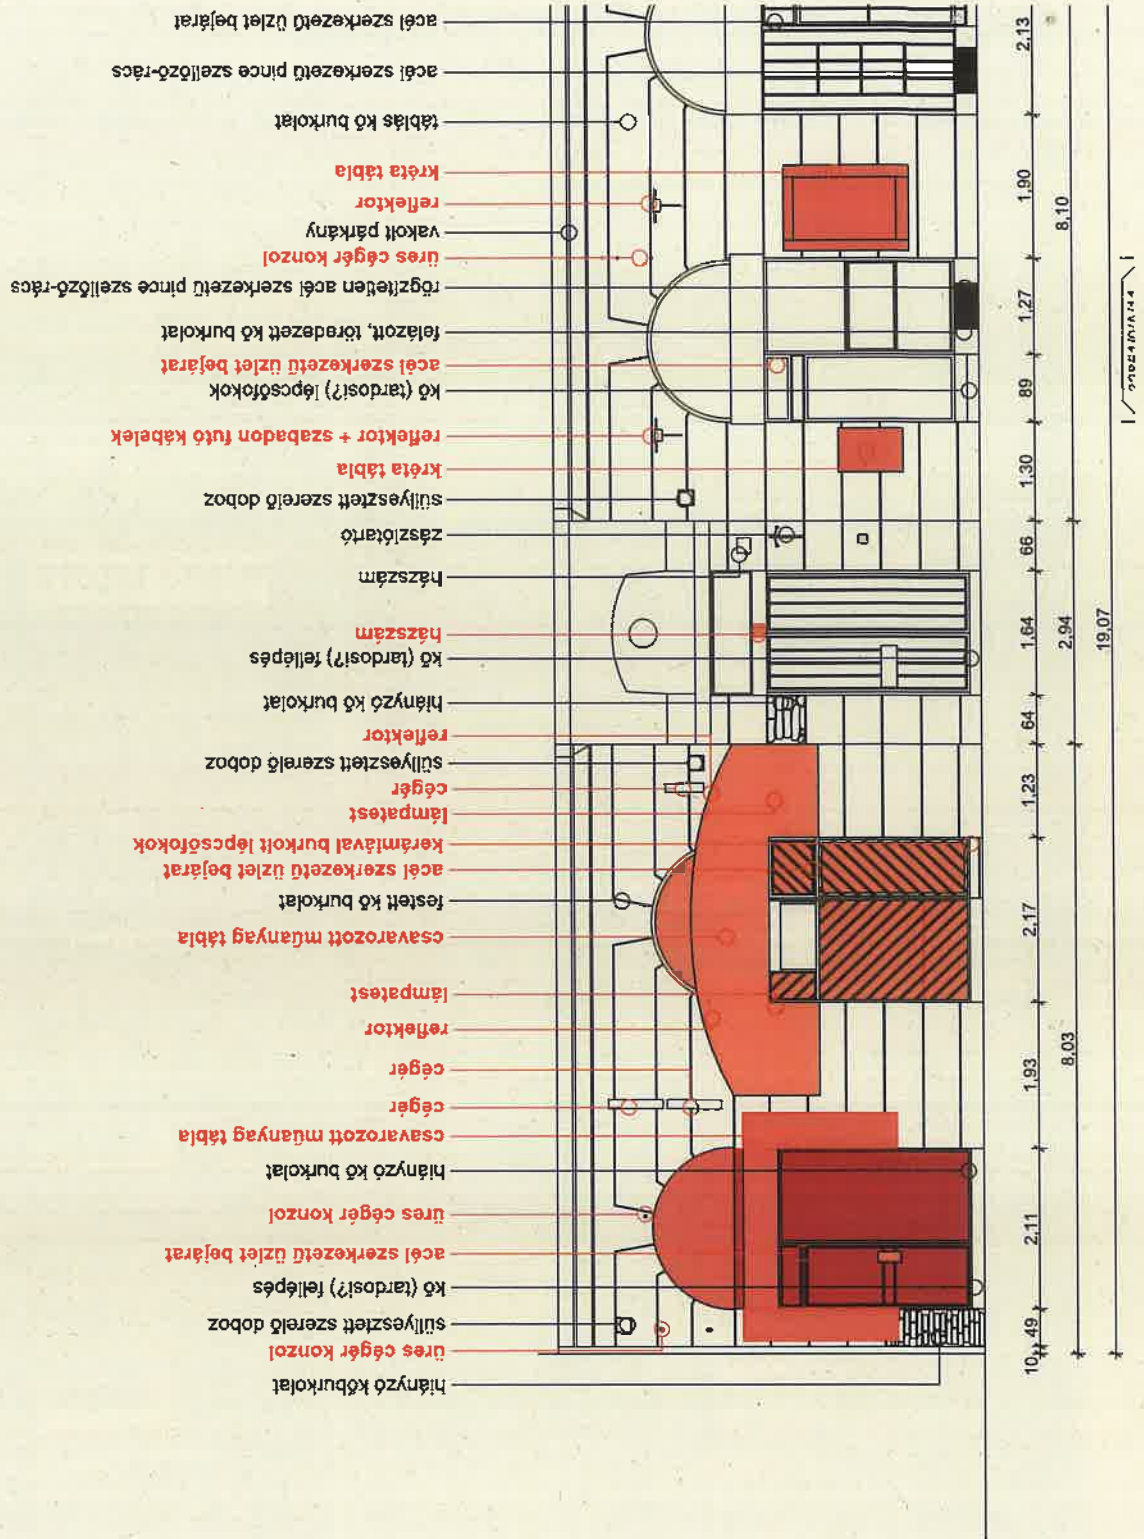 hiányzó kőburkolat
üres cégér konzol
süllyesztett szerelő doboz
kő (tardosi?) fellépés
acél szerkezetű üzlet bejárat
üres cégér konzol
hiányzó kő burkolat
csavarozott műanyag tábla
cégér
cégér
reflektor
lámpatest
csavarozott műanyag tábla
festett kő burkolat
acél szerkezetű üzlet bejárat
kerámiával burkolt lépcsőfokok
lámpatest
cégér
süllyesztett szerelő doboz
reflektor
hiányzó kő burkolat
kő (tardosi?) fellépés
házszám
házszám
zászlótartó
süllyesztett szerelő doboz
kréta tábla
reflektor + szabadon futó kábelek
kő (tardosi?) lépcsőfokok
acél szerkezetű üzlet bejárat
felázott, töredezett kő burkolat
rögzítetlen acél szerkezetű pince szellőző-rács
üres cégér konzol
vakolt párkány
reflektor
kréta tábla
táblás kő burkolat
acél szerkezetű pince szellőző-rács
acél szerkezetű üzlet bejárat
10
49
2,11
1,93
2,17
1,23
64
1,64
66
1,30
89
1,27
1,90
2,13
8,03
2,94
8,10
19,07